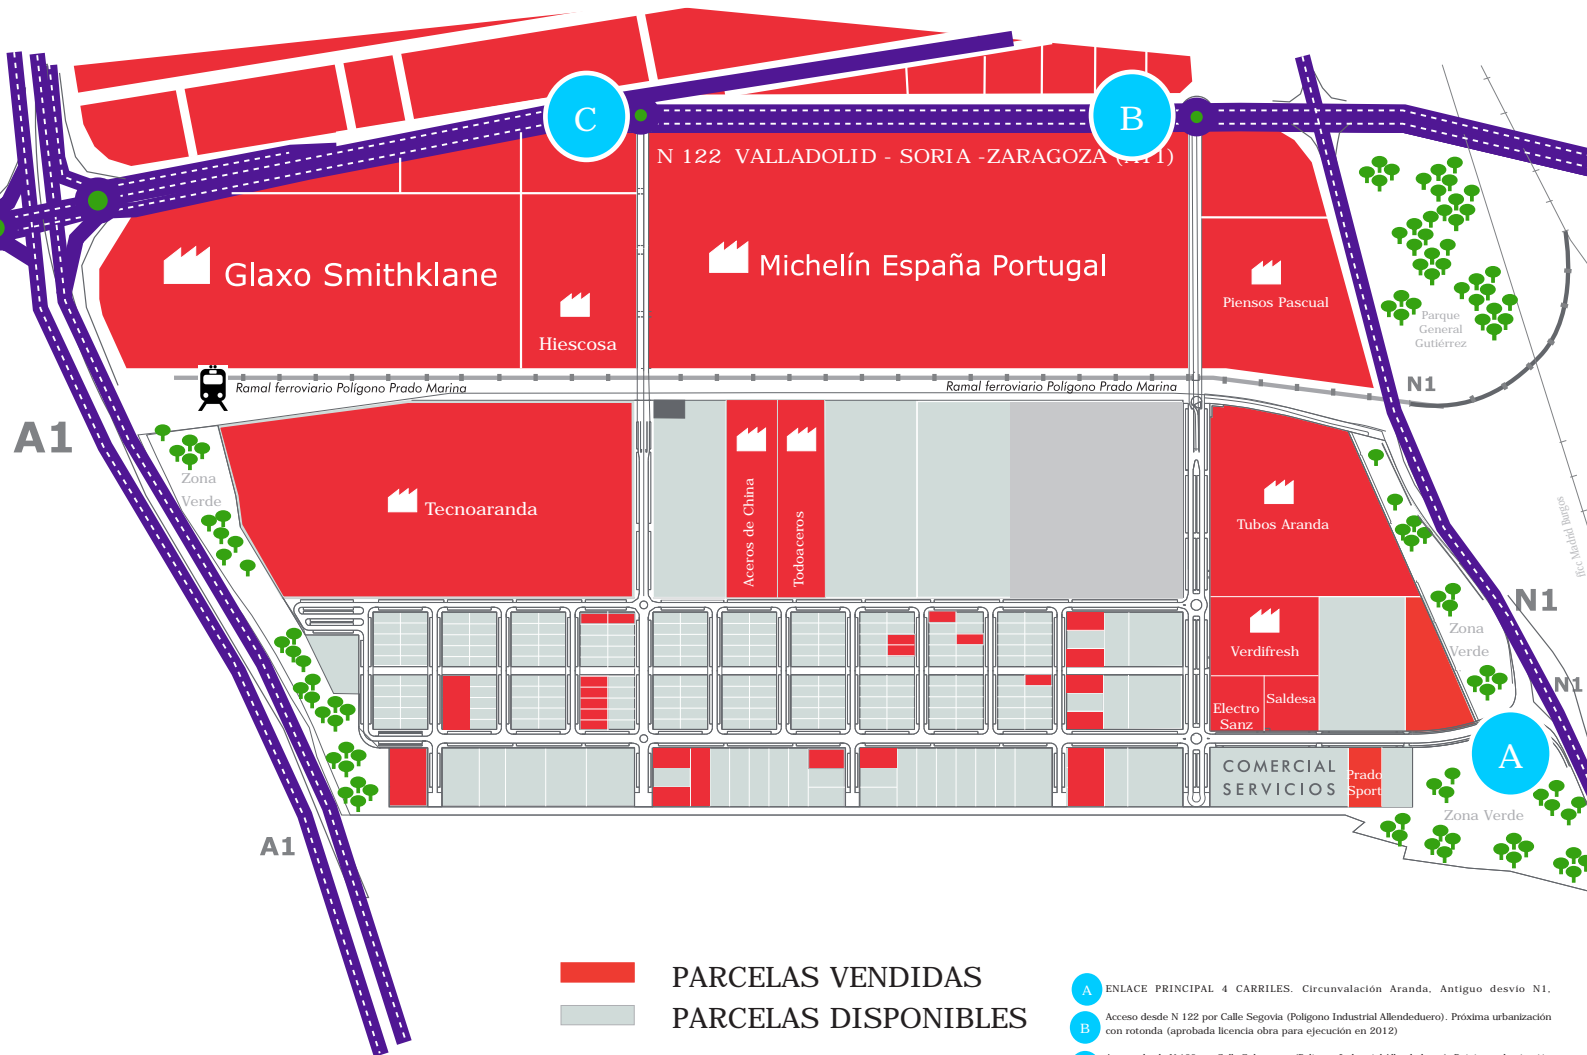 C
B
N 122 VALLADOLID - SORIA -ZARAGOZA
Glaxo Smithklane
Michelín España Portugal
Hiescosa
Piensos Pascual
Parque
General
Gutiérrez
Ramal ferroviario Polígono Prado Marina
Ramal ferroviario Polígono Prado Marina
N1
A1
Zona
Verde
Tecnoaranda
Aceros de China
Todoaceros
Tubos Aranda
Madrid Burgos
N1
Zona
Verde
Verdifresh
N1
Electro
Sanz
Saldesa
A
COMERCIAL
SERVICIOS
Prado
Sport
Zona Verde
A1
PARCELAS VENDIDAS
PARCELAS DISPONIBLES
A ENLACE PRINCIPAL 4 CARRILES. Circunvalación Aranda, Antiguo desvío N1,
B Acceso desde N 122 por Calle Segovia (Polígono Industrial Allendeduero). Próxima urbanización
con rotonda (aprobada licencia obra para ejecución en 2012)